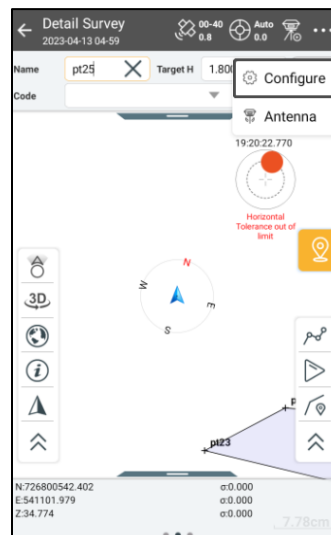 Detail Survey
2023-04-13 04-59
00-40
0.8
Auto
0.0
Name
pt25
Target H
1.80
Code
Configure
Antenna
19:20:22.770
Horizontal
Tolerance out of
limit
N
W
E
S
3D
i
pt23
N:726800542.402
σ:0.000
E:541101.979
σ:0.000
Z:34.774
σ:0.000
7.78cm